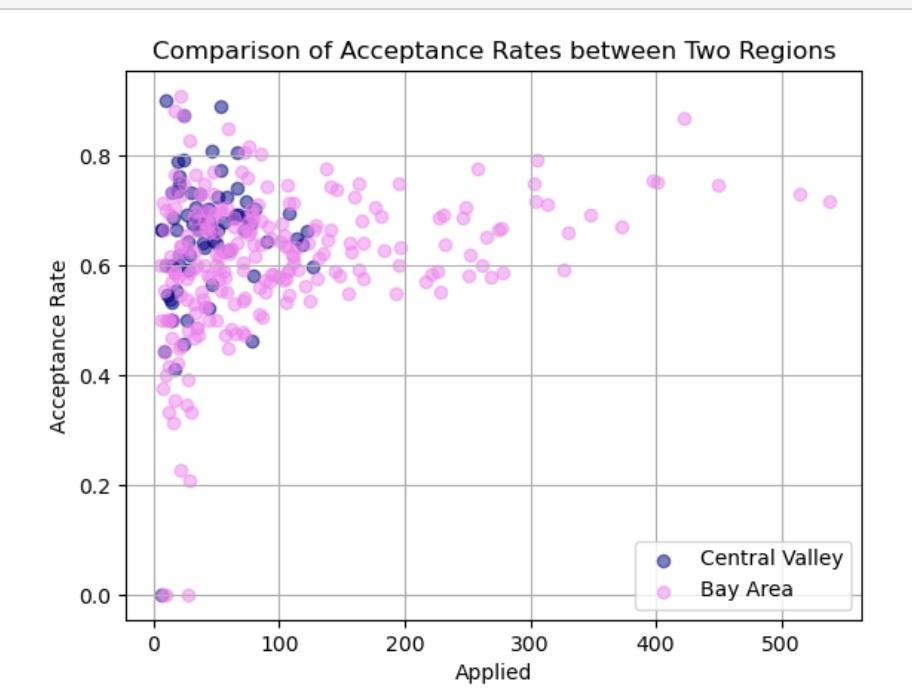 Comparison of Acceptance Rates between Two Regions
0.8
0.6
0.4
0.2
0.0
Acceptance Rate
0 100 200 300 400 500
Applied
Central Valley
Bay Area